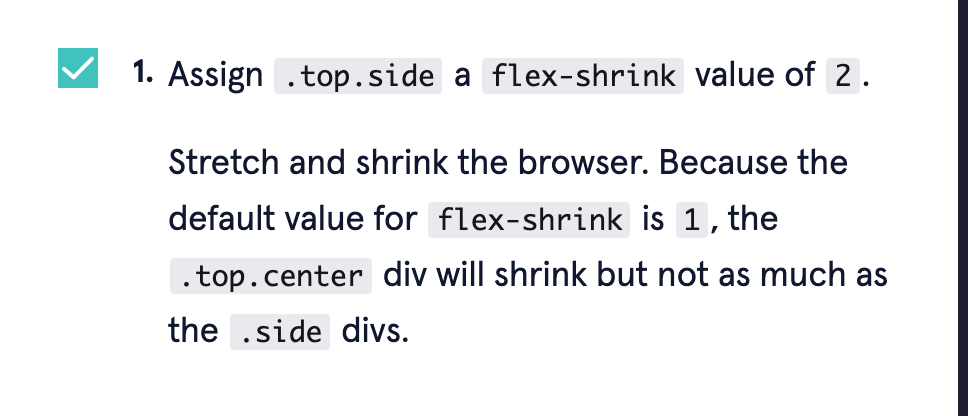 1. Assign .top.side a flex-shrink value of 2.
Stretch and shrink the browser. Because the
default value for flex-shrink is 1, the
.top.center div will shrink but not as much as
the .side divs.